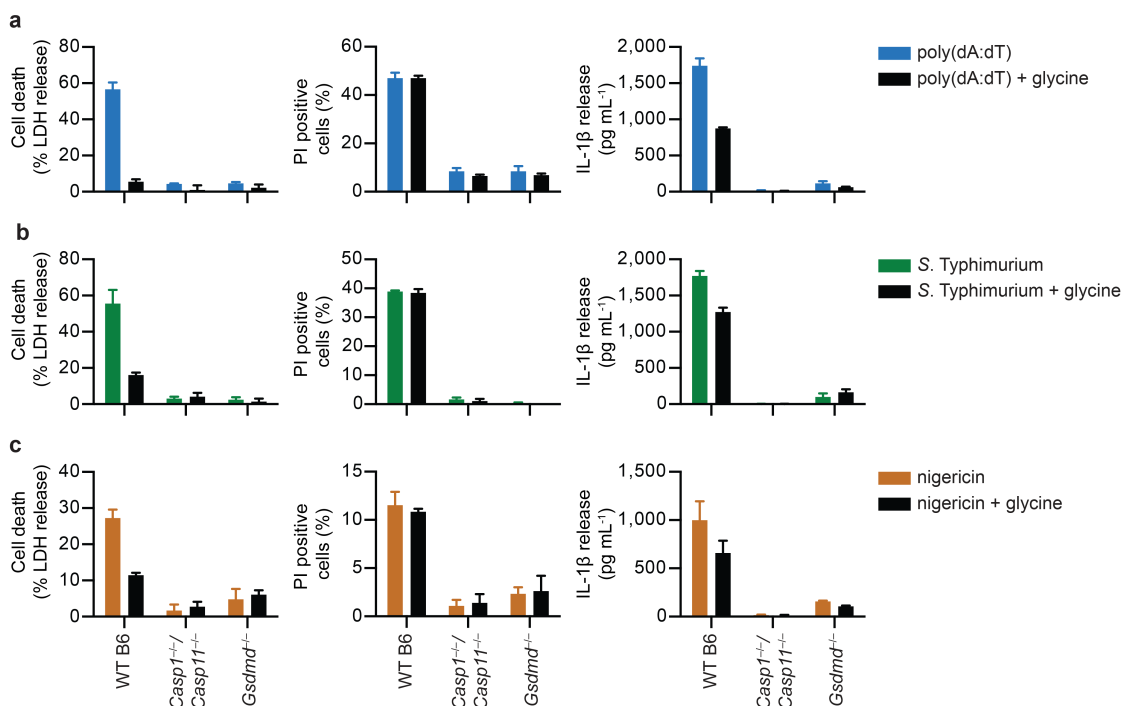 a
Cell death
(% LDH release)
80
60
40
20
0
PI positive
cells (%)
60
40
20
0
IL-1β release
(pg mL⁻¹)
2,000
1,500
1,000
500
0
poly(dA:dT)
poly(dA:dT) + glycine
b
Cell death
(% LDH release)
80
60
40
20
0
PI positive
cells (%)
50
40
30
20
10
0
IL-1β release
(pg mL⁻¹)
2,000
1,500
1,000
500
0
S. Typhimurium
S. Typhimurium + glycine
c
Cell death
(% LDH release)
40
30
20
10
0
PI positive
cells (%)
15
10
5
0
IL-1β release
(pg mL⁻¹)
1,500
1,000
500
0
nigericin
nigericin + glycine
WT B6
Casp1⁻/⁻/
Casp11⁻/⁻
Gsdmd⁻/⁻
WT B6
Casp1⁻/⁻/
Casp11⁻/⁻
Gsdmd⁻/⁻
WT B6
Casp1⁻/⁻/
Casp11⁻/⁻
Gsdmd⁻/⁻